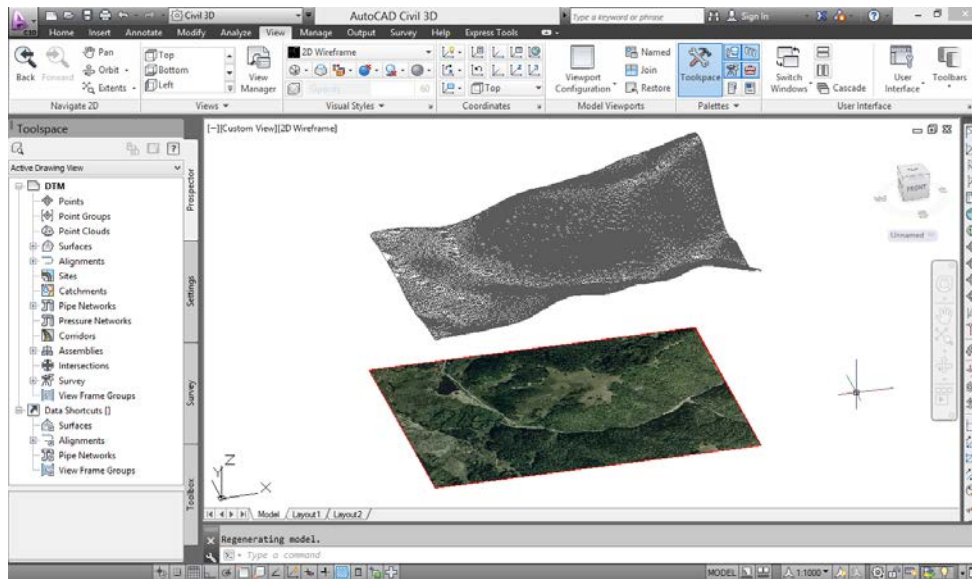 Civil 3D
AutoCAD Civil 3D
Type a keyword or phrase
Sign In
Home Insert Annotate Modify Analyze View Manage Output Survey Help Express Tools
Back Forward
Pan
Orbit
Extents
Navigate 2D
Top
Bottom
Left
View Manager
Views
2D Wireframe
Opacity 60
Visual Styles
Top
Coordinates
Viewport Configuration
Named
Join
Restore
Model Viewports
Toolspace
Palettes
Switch Windows
Cascade
User Interface
Toolbars
User Interface
Toolspace
Active Drawing View
DTM
Points
Point Groups
Point Clouds
Surfaces
Alignments
Sites
Catchments
Pipe Networks
Pressure Networks
Corridors
Assemblies
Intersections
Survey
View Frame Groups
Data Shortcuts []
Surfaces
Alignments
Pipe Networks
View Frame Groups
Prospector
Settings
Survey
Toolbox
[-][Custom View][2D Wireframe]
FRONT
Unnamed
Z
Y
X
Model Layout1 Layout2
Regenerating model.
Type a command
MODEL
1:1000